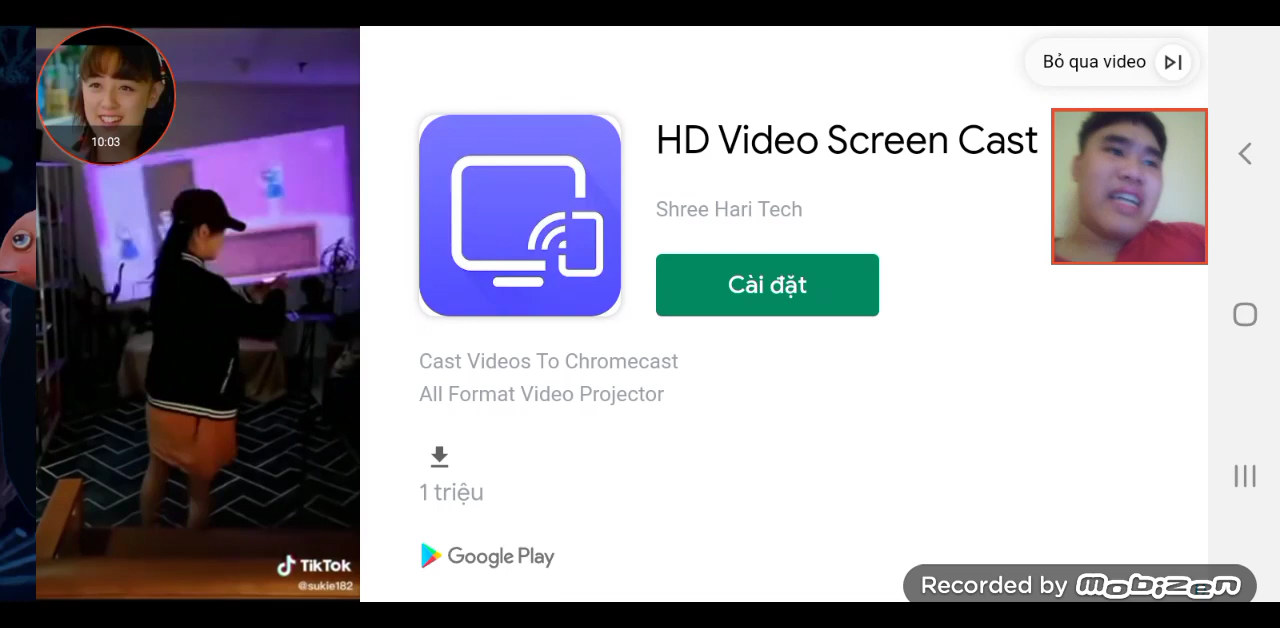 10:03
TikTok
@sukie182
Bỏ qua video
HD Video Screen Cast
Shree Hari Tech
Cài đặt
Cast Videos To Chromecast
All Format Video Projector
1 triệu
Google Play
Recorded by mobizen